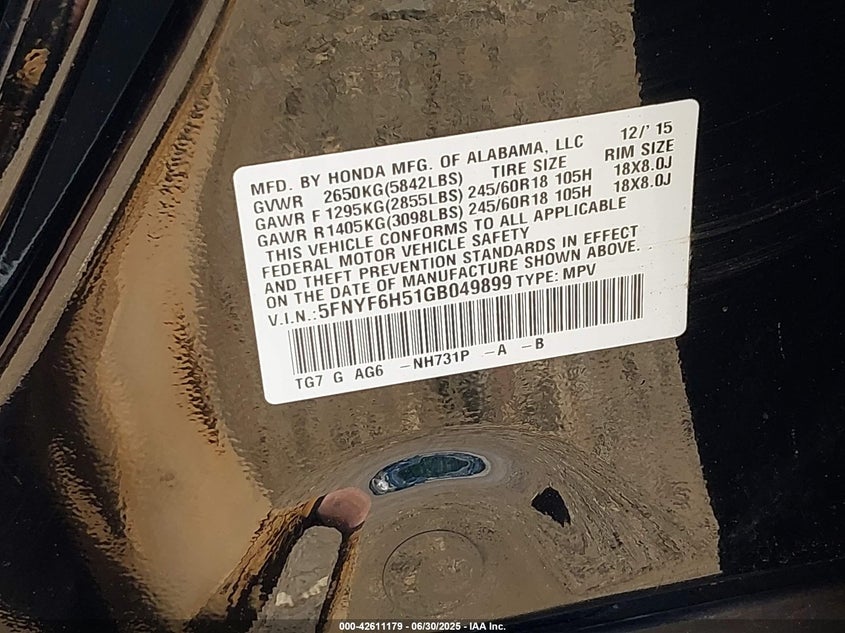 MFD. BY HONDA MFG. OF ALABAMA, LLC 12/' 15
GVWR 2650KG(5842LBS) TIRE SIZE RIM SIZE
GAWR F 1295KG(2855LBS) 245/60R18 105H 18X8.0J
GAWR R 1405KG(3098LBS) 245/60R18 105H 18X8.0J
THIS VEHICLE CONFORMS TO ALL APPLICABLE
FEDERAL MOTOR VEHICLE SAFETY
AND THEFT PREVENTION STANDARDS IN EFFECT
ON THE DATE OF MANUFACTURE SHOWN ABOVE.
V.I.N.:5FNYF6H51GB049899 TYPE: MPV
TG7 G AG6 –NH731P –A –B
000-42611179 - 06/30/2025 - IAA Inc.